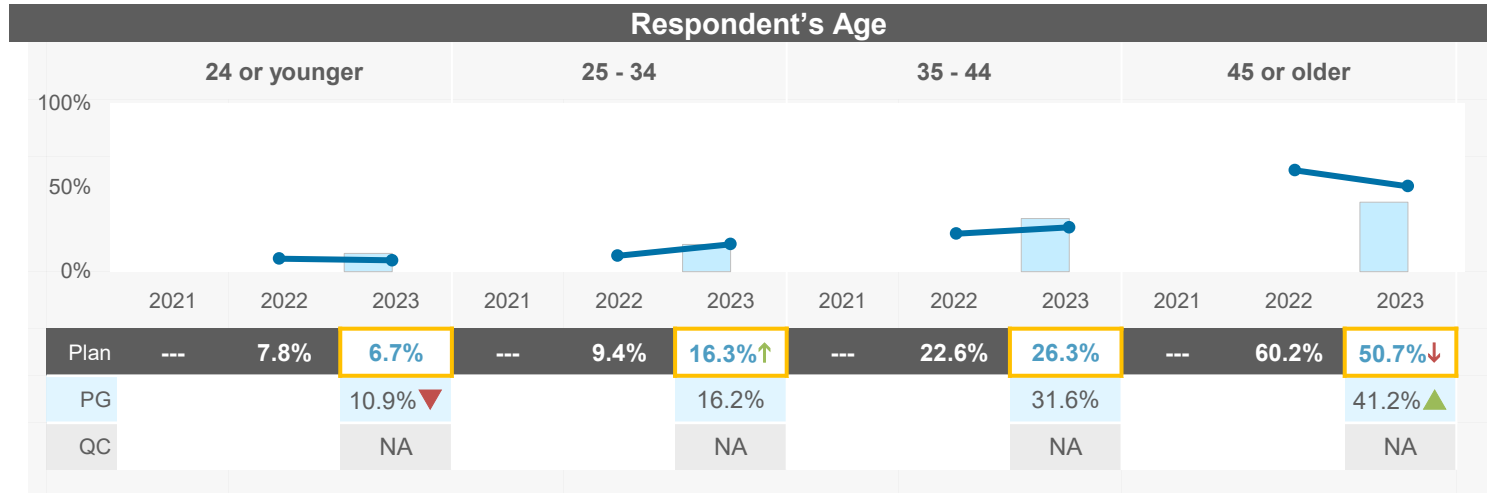 Respondent’s Age
24 or younger 25 - 34 35 - 44 45 or older
100%
50%
0%
2021 2022 2023 2021 2022 2023 2021 2022 2023 2021 2022 2023
Plan --- 7.8% 6.7% --- 9.4% 16.3%↑ --- 22.6% 26.3% --- 60.2% 50.7%↓
PG 10.9%▼ 16.2% 31.6% 41.2%▲
QC NA NA NA NA